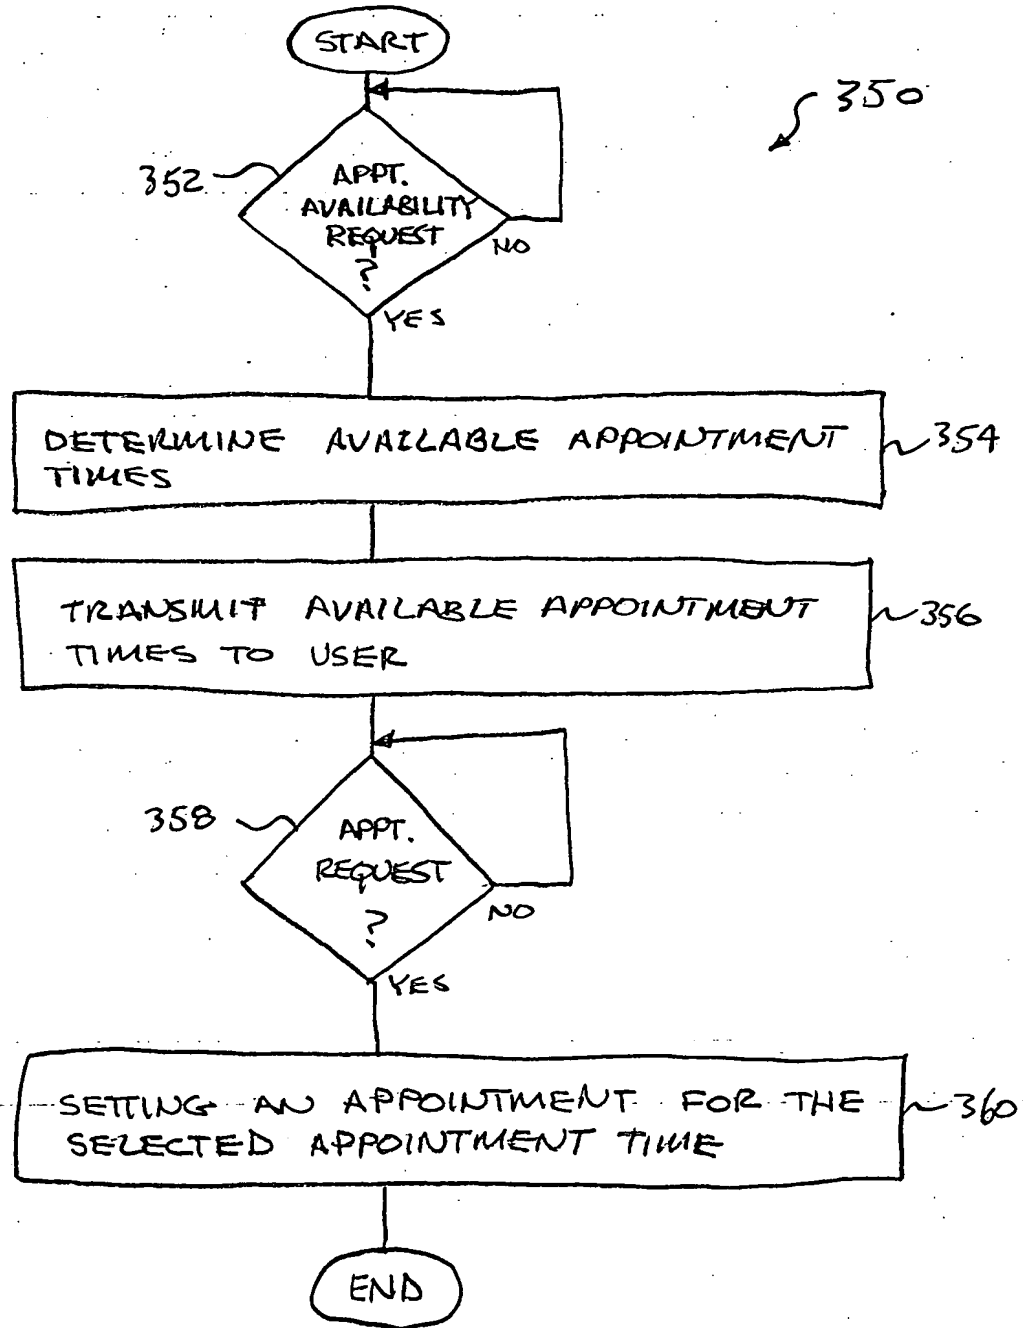 START
350
352
APPT.
AVAILABILITY
REQUEST
?
NO
YES
DETERMINE AVAILABLE APPOINTMENT
TIMES
354
TRANSMIT AVAILABLE APPOINTMENT
TIMES TO USER
356
358
APPT.
REQUEST
?
NO
YES
SETTING AN APPOINTMENT FOR THE
SELECTED APPOINTMENT TIME
360
END